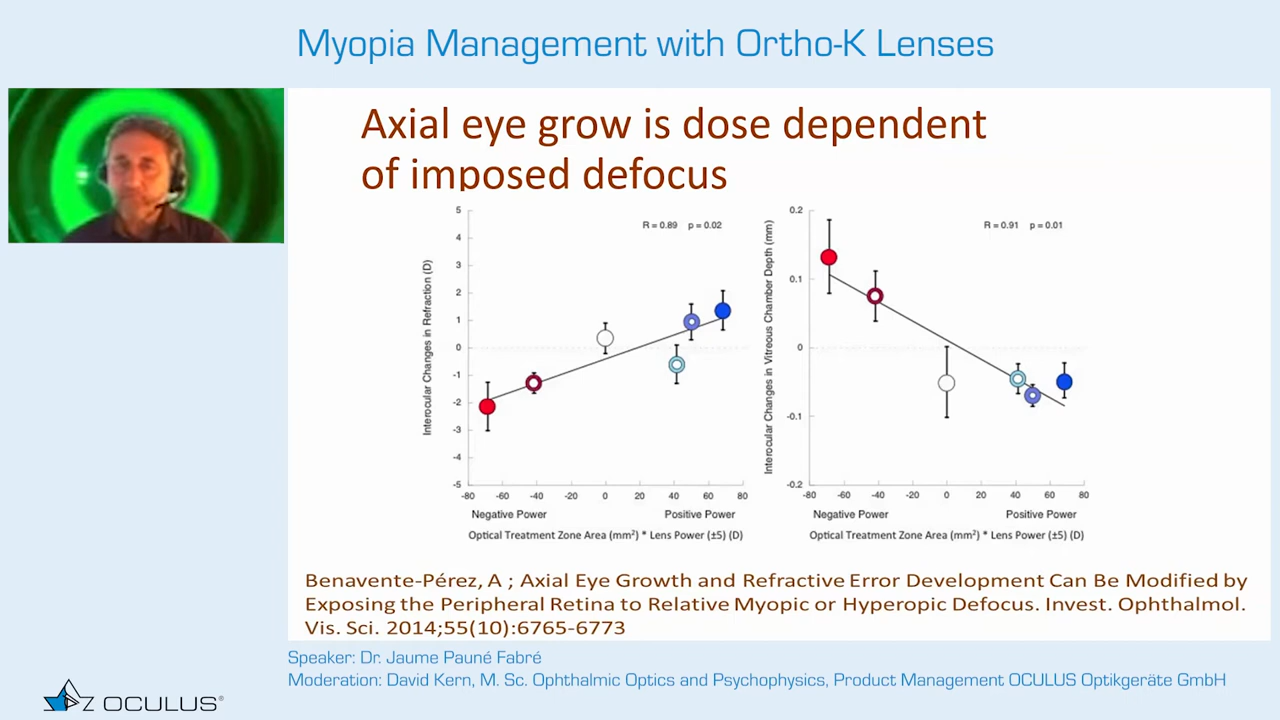 Myopia Management with Ortho-K Lenses
Axial eye grow is dose dependent
of imposed defocus
5
4
3
2
1
0
-1
-2
-3
-4
-5
R = 0.89 p = 0.02
Interocular Changes in Refraction (D)
-80 -60 -40 -20 0 20 40 60 80
Negative Power Positive Power
Optical Treatment Zone Area (mm²) * Lens Power (±5) (D)
0.2
0.1
0
-0.1
-0.2
R = 0.91 p = 0.01
Interocular Changes in Vitreous Chamber Depth (mm)
-80 -60 -40 -20 0 20 40 60 80
Negative Power Positive Power
Optical Treatment Zone Area (mm²) * Lens Power (±5) (D)
Benavente-Pérez, A ; Axial Eye Growth and Refractive Error Development Can Be Modified by
Exposing the Peripheral Retina to Relative Myopic or Hyperopic Defocus. Invest. Ophthalmol.
Vis. Sci. 2014;55(10):6765-6773
Speaker: Dr. Jaume Pauné Fabré
Moderation: David Kern, M. Sc. Ophthalmic Optics and Psychophysics, Product Management OCULUS Optikgeräte GmbH
OCULUS®